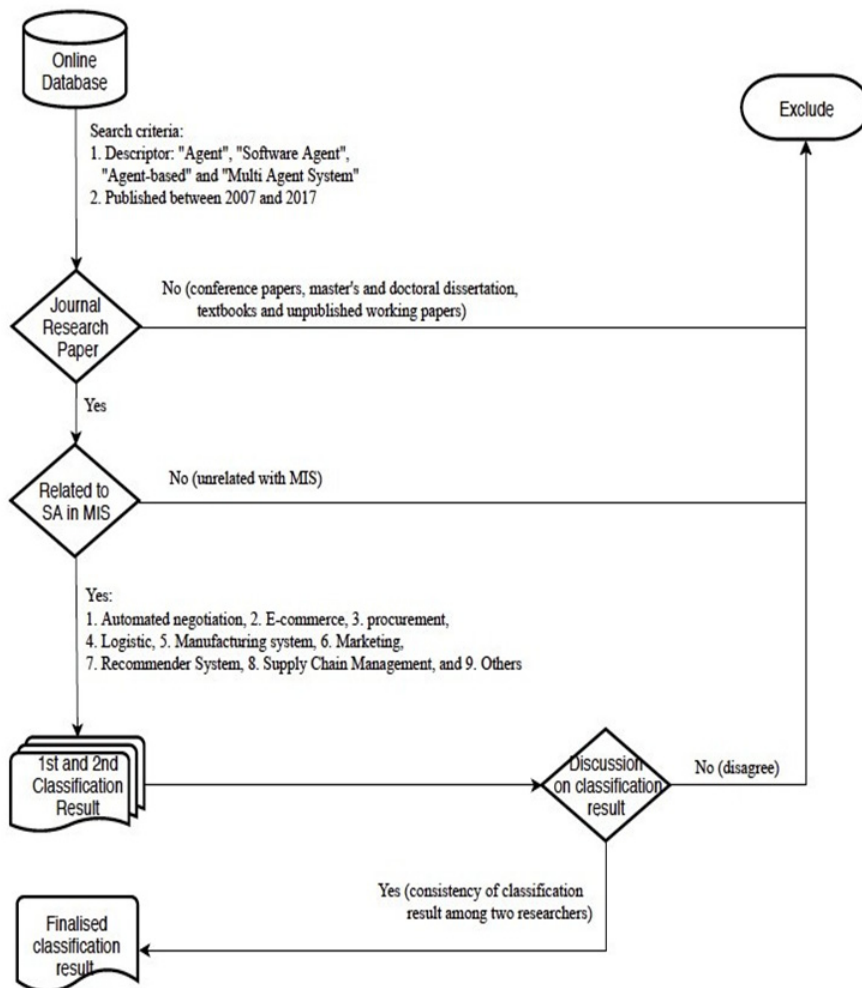 Online
Database
Exclude
Search criteria:
1. Descriptor: "Agent", "Software Agent",
"Agent-based" and "Multi Agent System"
2. Published between 2007 and 2017
Journal
Research
Paper
No (conference papers, master's and doctoral dissertation,
textbooks and unpublished working papers)
Yes
Related to
SA in MIS
No (unrelated with MIS)
Yes:
1. Automated negotiation, 2. E-commerce, 3. procurement,
4. Logistic, 5. Manufacturing system, 6. Marketing,
7. Recommender System, 8. Supply Chain Management, and 9. Others
1st and 2nd
Classification
Result
Discussion
on classification
result
No (disagree)
Yes (consistency of classification
result among two researchers)
Finalised
classification
result